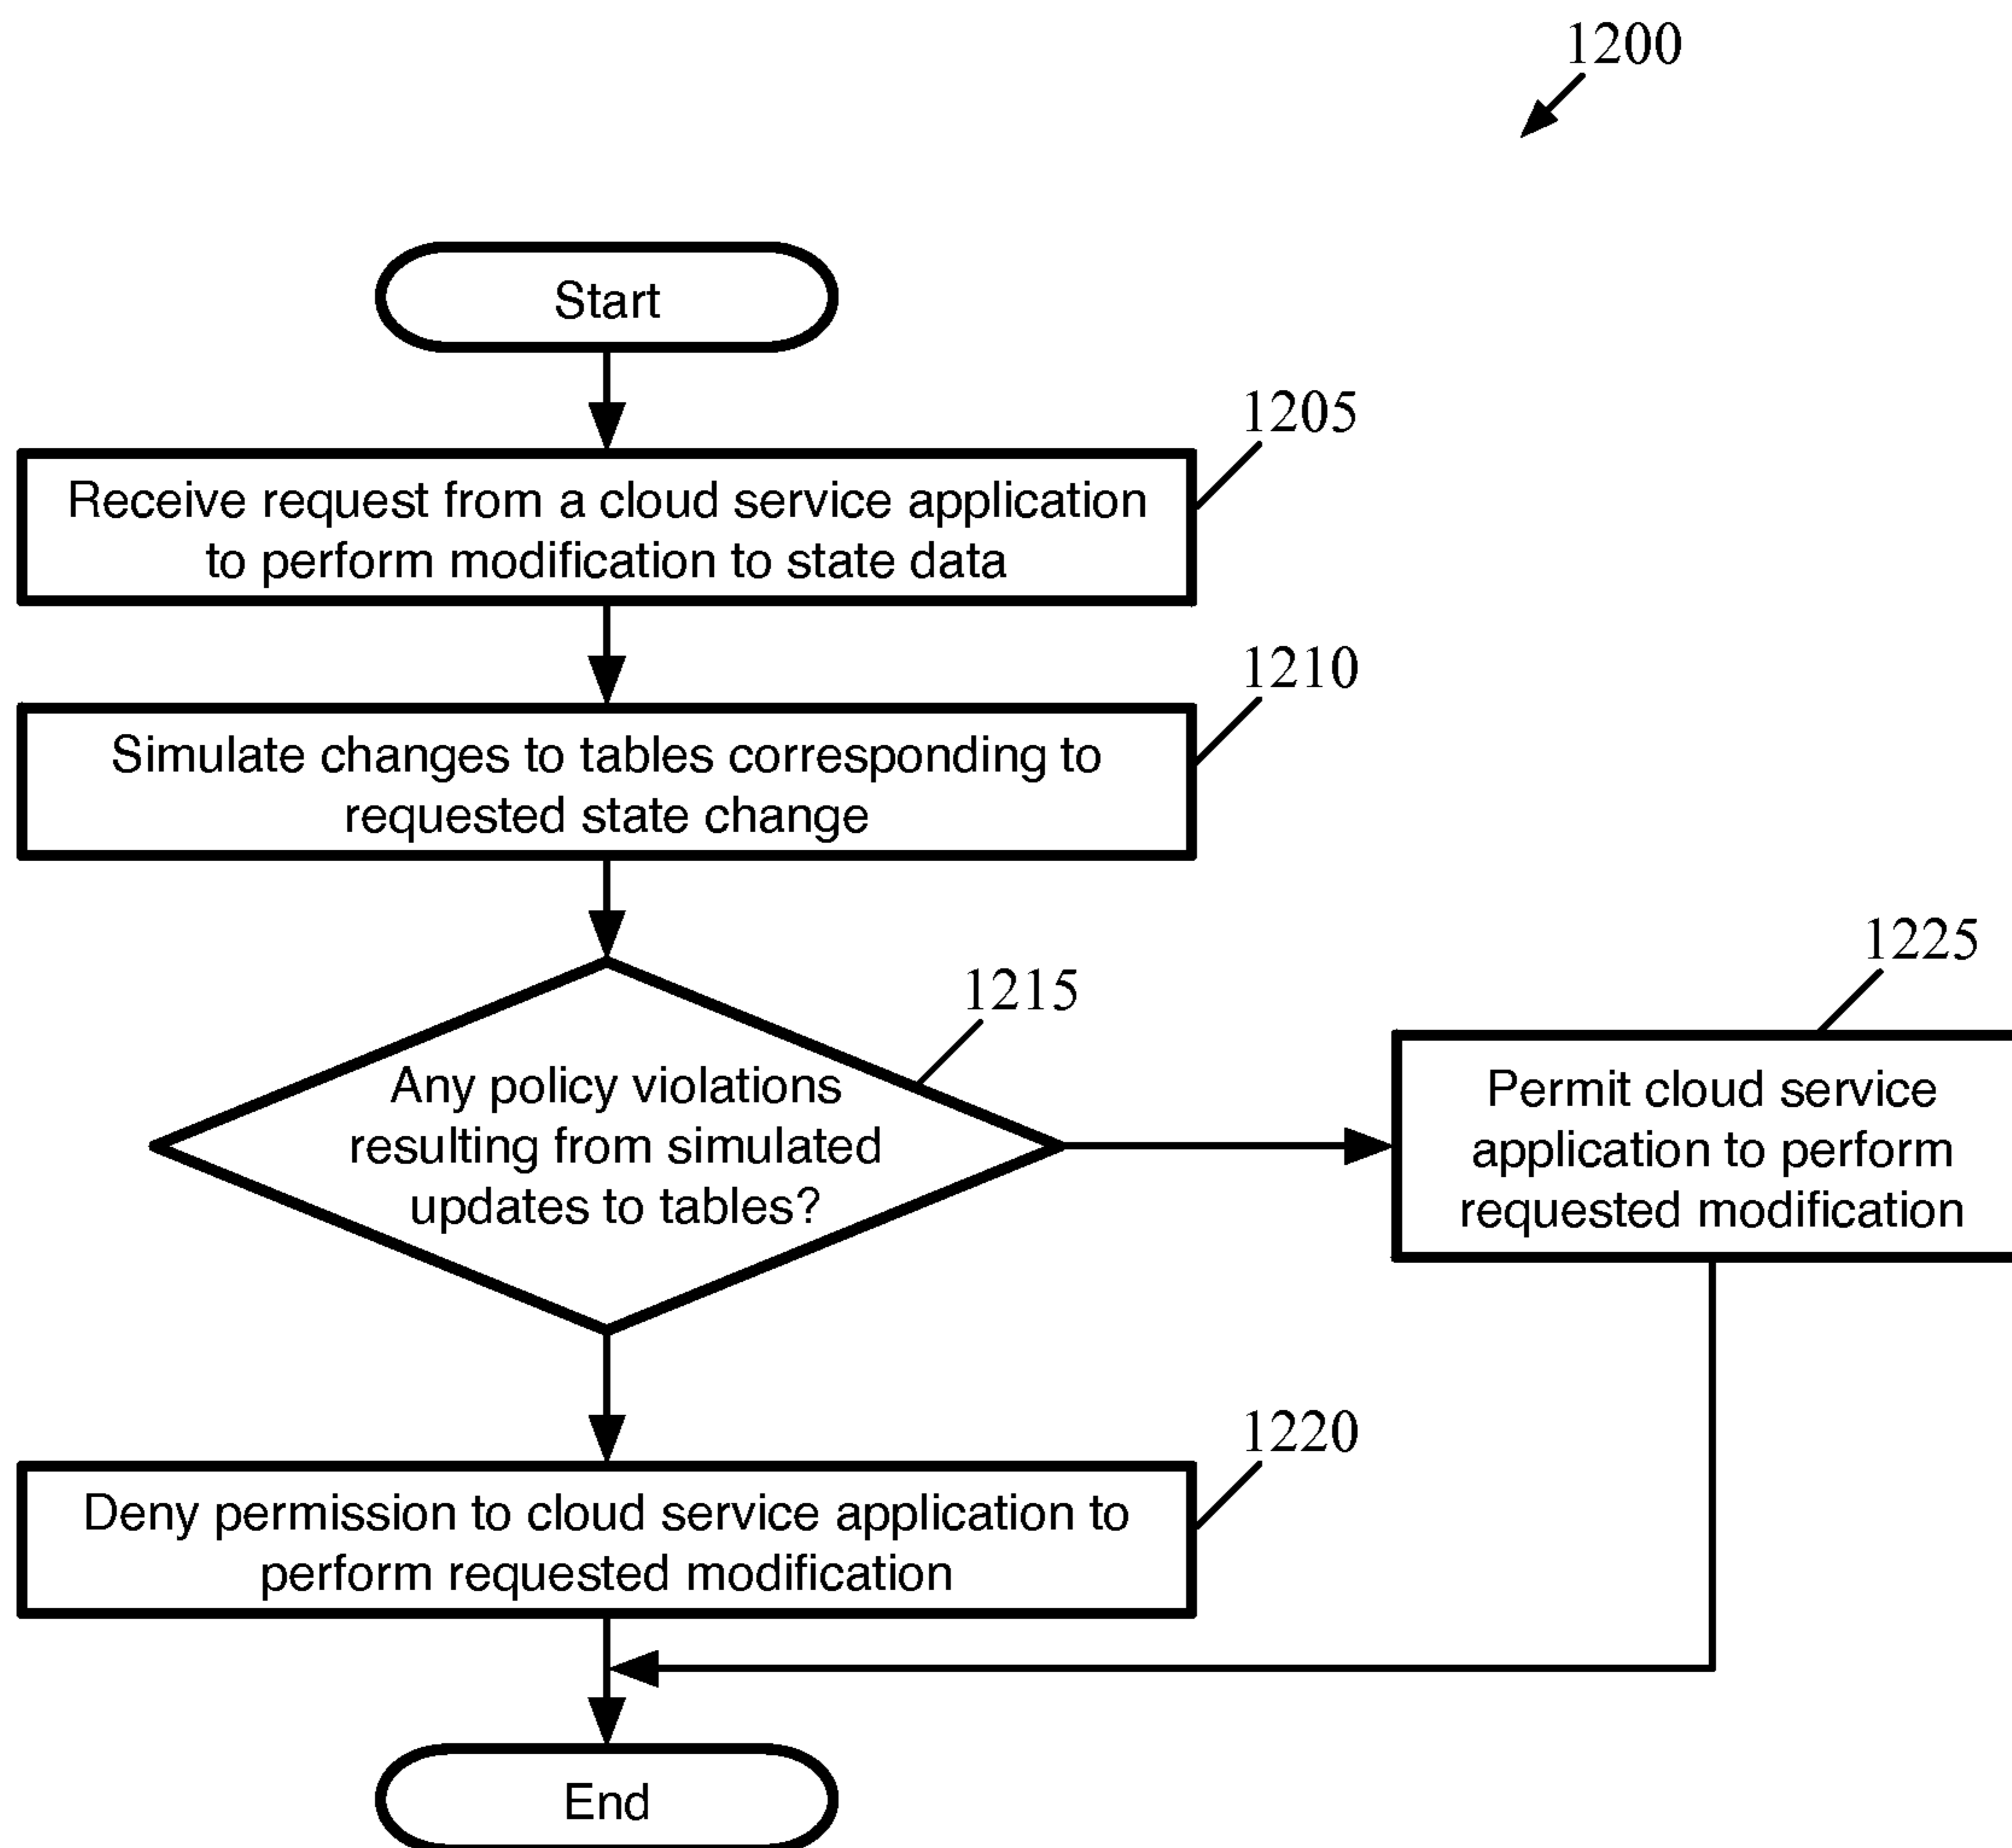 1200
Start
1205
Receive request from a cloud service application
to perform modification to state data
1210
Simulate changes to tables corresponding to
requested state change
1215
Any policy violations
resulting from simulated
updates to tables?
1225
Permit cloud service
application to perform
requested modification
1220
Deny permission to cloud service application to
perform requested modification
End